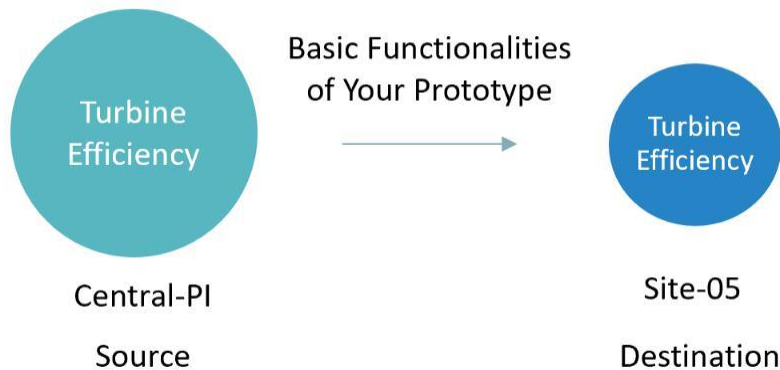 Turbine
Efficiency
Central-PI
Source
Basic Functionalities
of Your Prototype
Turbine
Efficiency
Site-05
Destination